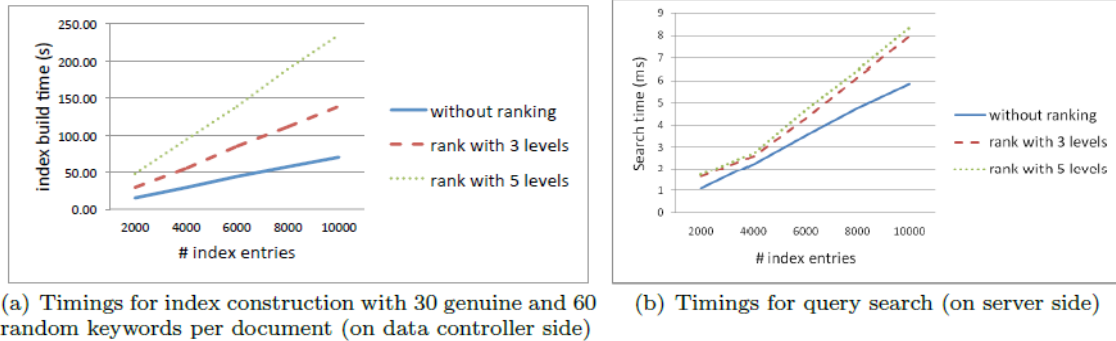 250.00
200.00
150.00
100.00
50.00
0.00
index build time (s)
2000 4000 6000 8000 10000
# index entries
without ranking
rank with 3 levels
rank with 5 levels
(a) Timings for index construction with 30 genuine and 60
random keywords per document (on data controller side)
9
8
7
6
5
4
3
2
1
0
Search time (ms)
2000 4000 6000 8000 10000
# index entries
without ranking
rank with 3 levels
rank with 5 levels
(b) Timings for query search (on server side)